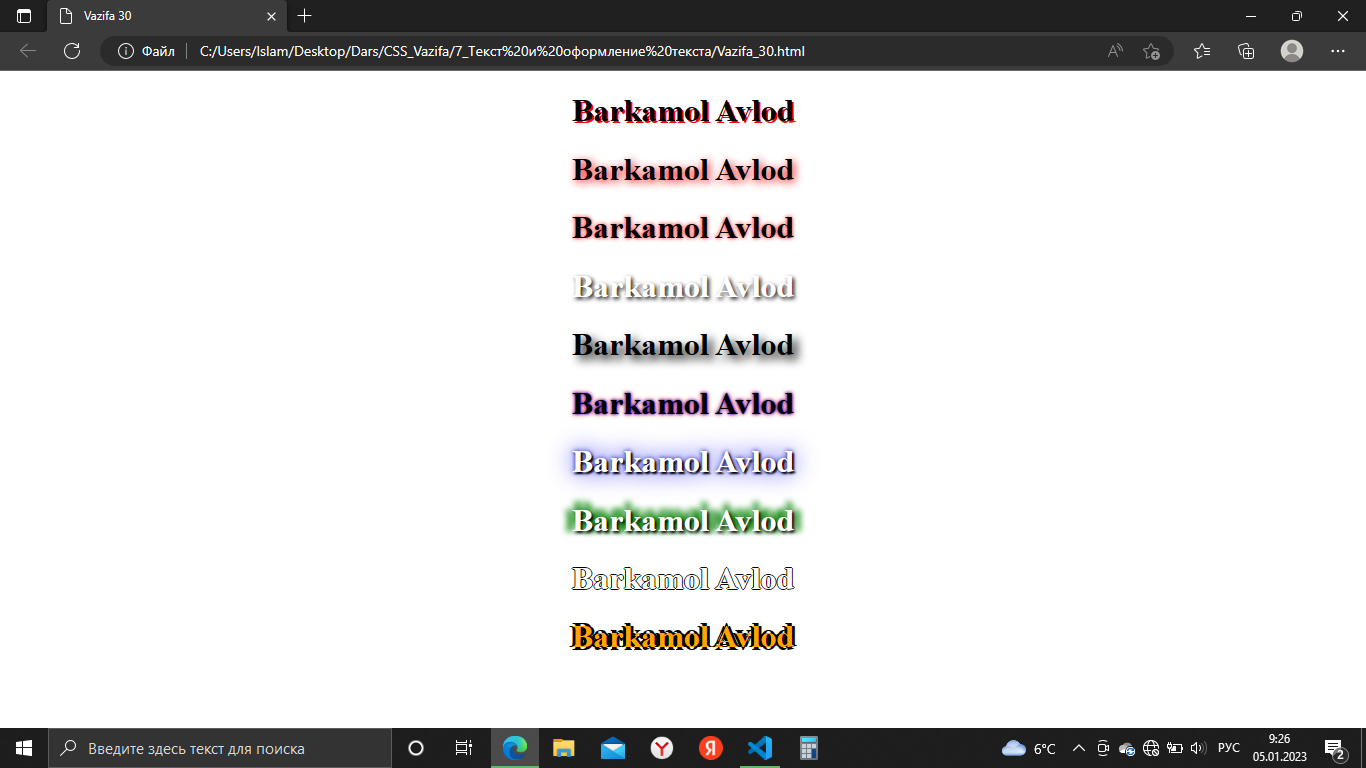 Vazifa 30
Файл
C:/Users/Islam/Desktop/Dars/CSS_Vazifa/7_Текст%20и%20оформление%20текста/Vazifa_30.html
Barkamol Avlod
Barkamol Avlod
Barkamol Avlod
Barkamol Avlod
Barkamol Avlod
Barkamol Avlod
Barkamol Avlod
Barkamol Avlod
Barkamol Avlod
Barkamol Avlod
Введите здесь текст для поиска
6°C
РУС
9:26
05.01.2023
2